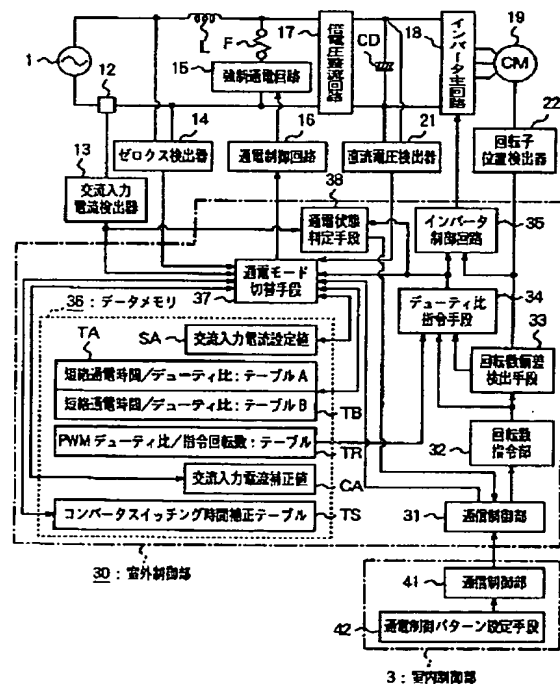 1
12
L
F
15
強制通電回路
17
倍電圧整流回路
CD
18
インバータ主回路
19
CM
13
14
16
21
22
ゼロクス検出器
通電制御回路
直流電圧検出器
回転子
位置検出器
交流入力
電流検出器
38
通電状態
判定手段
インバータ
制御回路
35
通電モード
切替手段
37
デューティ比
指令手段
34
33
36:データメモリ
TA
SA
交流入力電流設定値
回転数偏差
検出手段
短絡通電時間/デューティ比:テーブルA
短絡通電時間/デューティ比:テーブルB
TB
PWMデューティ比/指令回転数:テーブル
TR
32
回転数
指令部
交流入力電流補正値
CA
31
通信制御部
コンバータスイッチング時間補正テーブル
TS
30:室外制御部
41
通信制御部
42
通電制御パターン設定手段
3:室内制御部